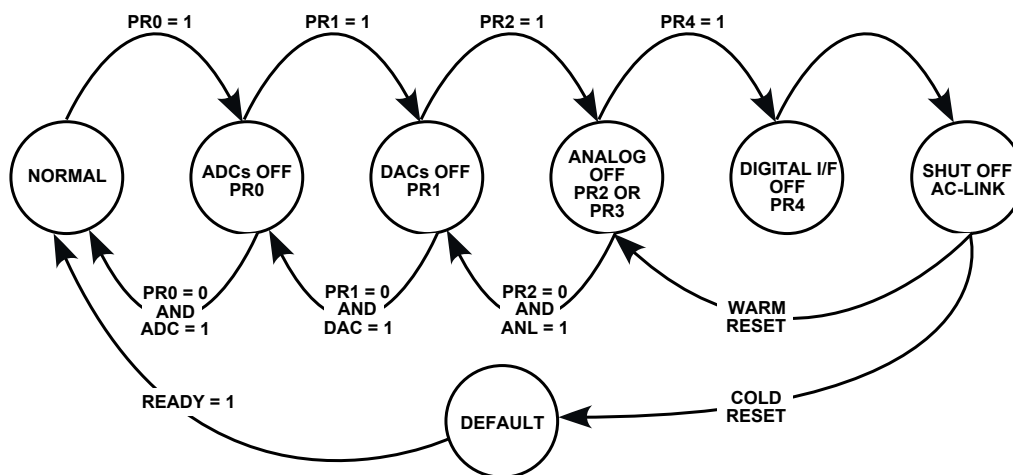 PR0 = 1
PR1 = 1
PR2 = 1
PR4 = 1
NORMAL
ADCs OFF
PR0
DACs OFF
PR1
ANALOG
OFF
PR2 OR
PR3
DIGITAL I/F
OFF
PR4
SHUT OFF
AC-LINK
PR0 = 0
AND
ADC = 1
PR1 = 0
AND
DAC = 1
PR2 = 0
AND
ANL = 1
WARM
RESET
READY = 1
DEFAULT
COLD
RESET